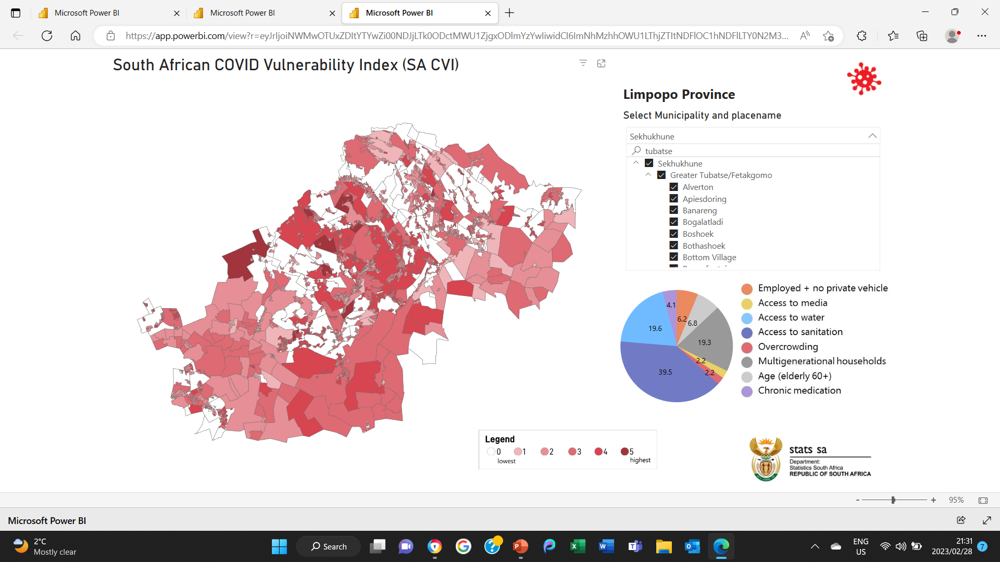 Microsoft Power BI
Microsoft Power BI
Microsoft Power BI
https://app.powerbi.com/view?r=eyJrIjoiNWMwOTUxZDItYTYwZi00NDJjLTk0ODctMWU1ZjgxODlmYzYwIiwidCI6ImNhMzhhOWU1LThjZTItNDFlOC1hNDFlLTY0N2M3...
South African COVID Vulnerability Index (SA CVI)
Limpopo Province
Select Municipality and placename
Sekhukhune
tubatse
Sekhukhune
Greater Tubatse/Fetakgomo
Alverton
Apiesdoring
Banareng
Bogalatladi
Boshoek
Bothashoek
Bottom Village
Employed + no private vehicle
Access to media
Access to water
Access to sanitation
Overcrowding
Multigenerational households
Age (elderly 60+)
Chronic medication
4.1
6.2
6.8
19.6
19.3
2.2
2.2
39.5
Legend
0 1 2 3 4 5
lowest highest
stats sa
Department:
Statistics South Africa
REPUBLIC OF SOUTH AFRICA
- + 95%
Microsoft Power BI
2°C
Mostly clear
Search
ENG
US
21:31
2023/02/28
7